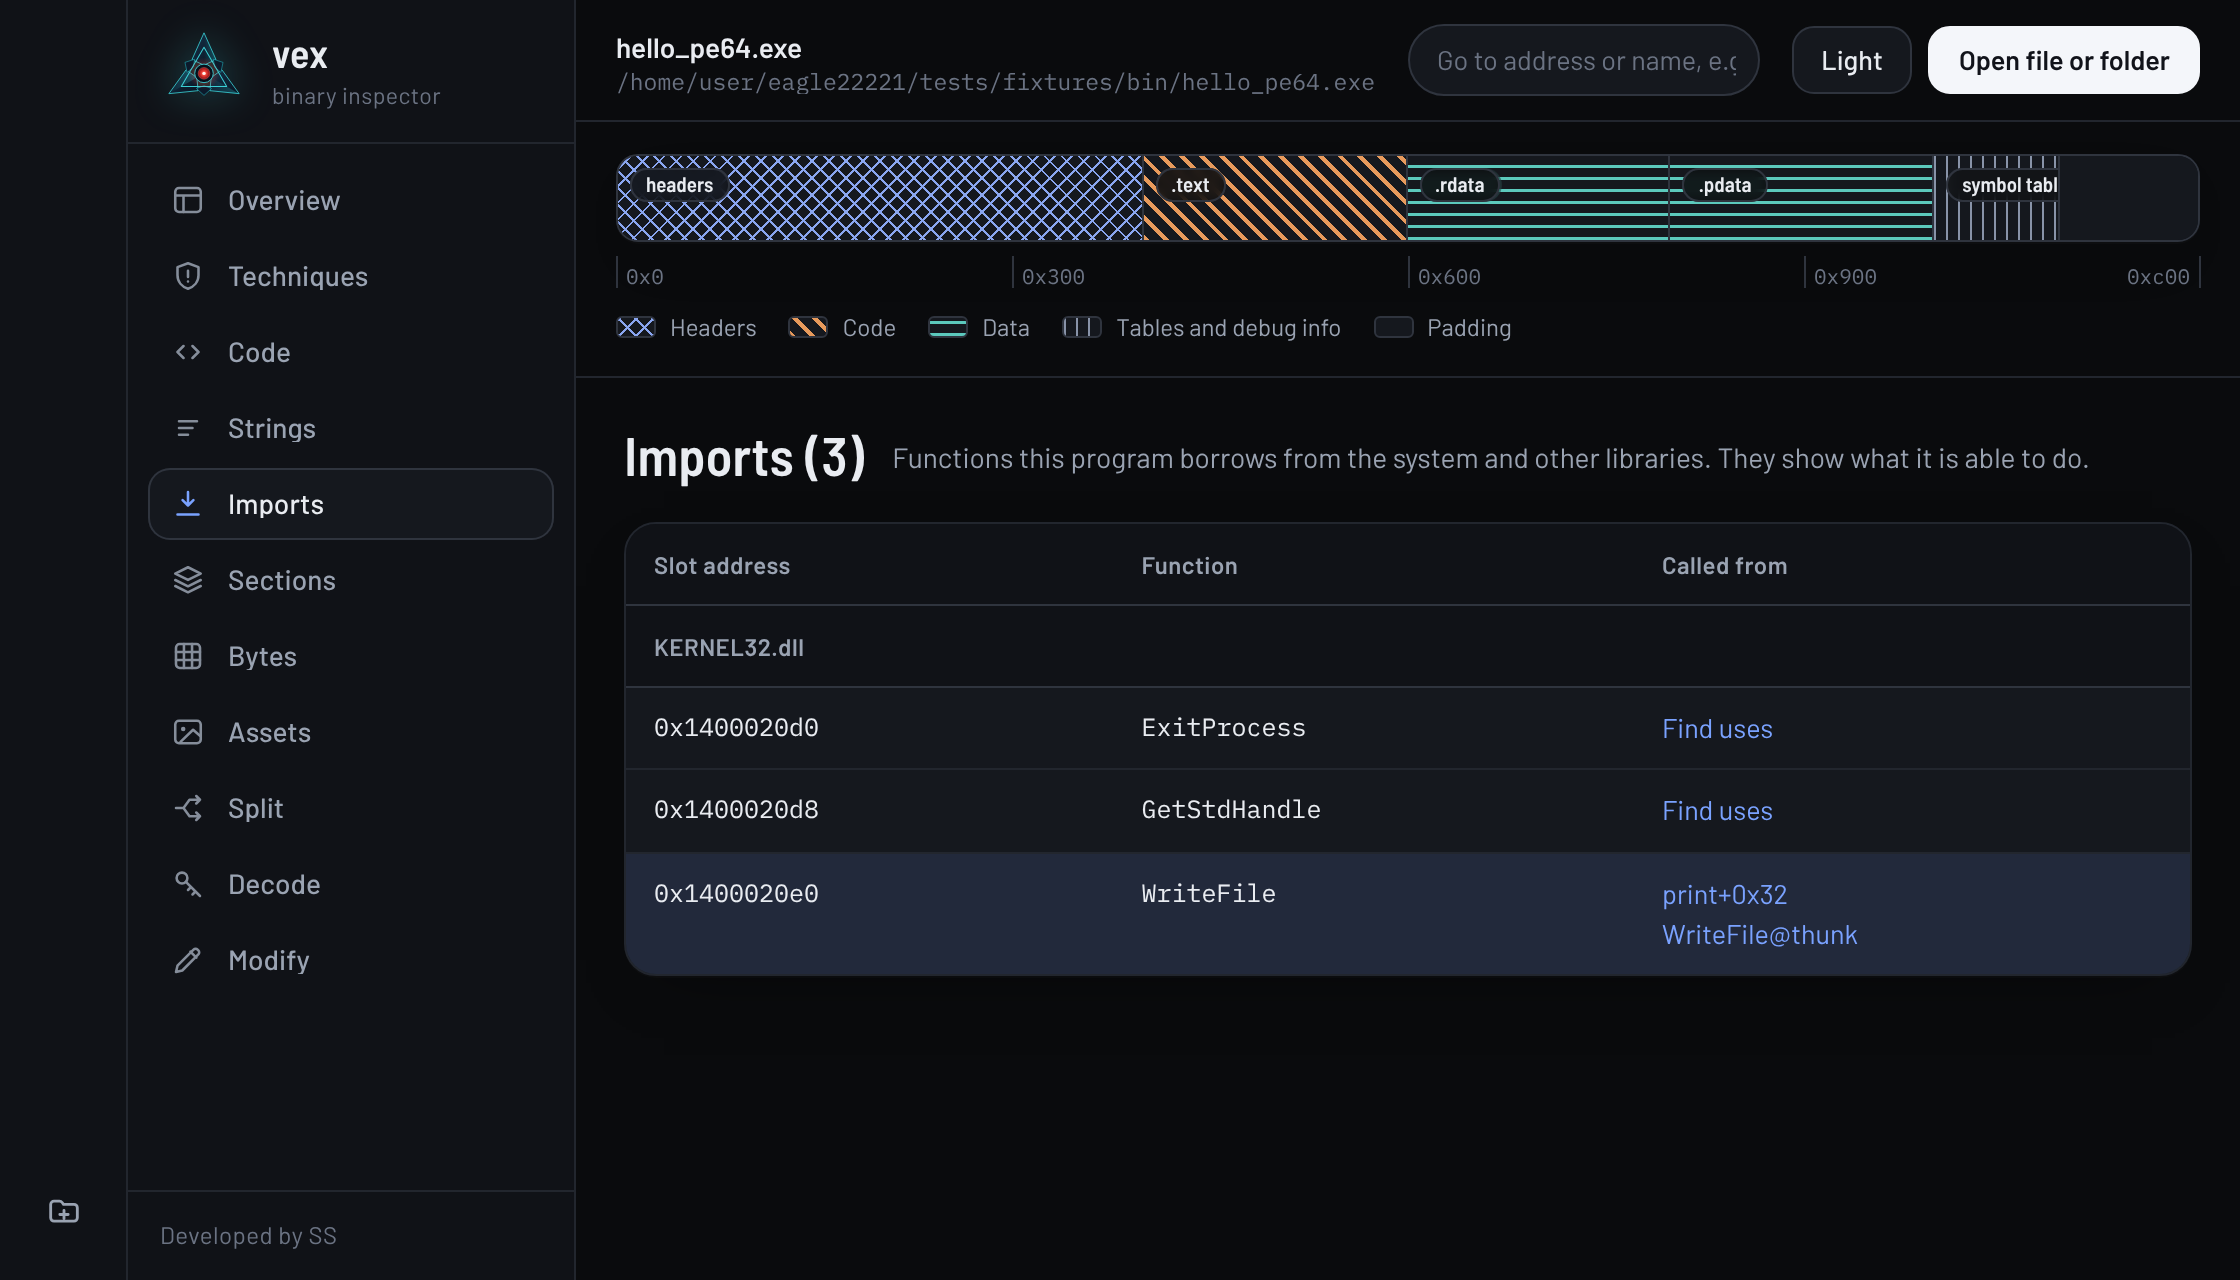 vex
binary inspector
Overview
Techniques
Code
Strings
Imports
Sections
Bytes
Assets
Split
Decode
Modify
Developed by SS
hello_pe64.exe
/home/user/eagle22221/tests/fixtures/bin/hello_pe64.exe
Go to address or name, e.g
Light
Open file or folder
headers
.text
.rdata
.pdata
symbol tabl
0x0
0x300
0x600
0x900
0xc00
Headers
Code
Data
Tables and debug info
Padding
Imports (3)
Functions this program borrows from the system and other libraries. They show what it is able to do.
Slot address Function Called from
KERNEL32.dll
0x1400020d0 ExitProcess Find uses
0x1400020d8 GetStdHandle Find uses
0x1400020e0 WriteFile print+0x32
WriteFile@thunk